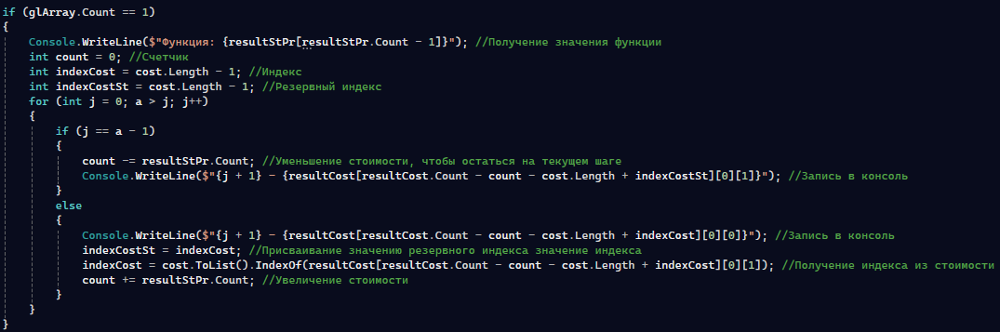 if (glArray.Count == 1)
{
Console.WriteLine($"Функция: {resultStPr[resultStPr.Count - 1]}"); //Получение значения функции
int count = 0; //Счетчик
int indexCost = cost.Length - 1; //Индекс
int indexCostSt = cost.Length - 1; //Резервный индекс
for (int j = 0; a > j; j++)
{
if (j == a - 1)
{
count -= resultStPr.Count; //Уменьшение стоимости, чтобы остаться на текущем шаге
Console.WriteLine($"{j + 1} - {resultCost[resultCost.Count - count - cost.Length + indexCostSt][0][1]}"); //Запись в консоль
}
else
{
Console.WriteLine($"{j + 1} - {resultCost[resultCost.Count - count - cost.Length + indexCost][0][0]}"); //Запись в консоль
indexCostSt = indexCost; //Присваивание значению резервного индекса значение индекса
indexCost = cost.ToList().IndexOf(resultCost[resultCost.Count - count - cost.Length + indexCost][0][1]); //Получение индекса из стоимости
count += resultStPr.Count; //Увеличение стоимости
}
}
}